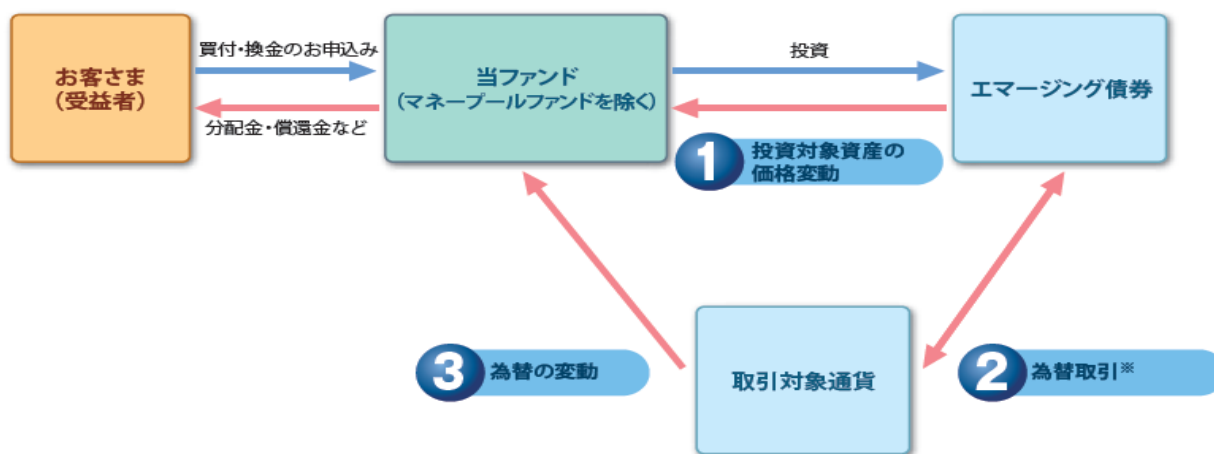 買付・換金のお申込み
お客さま
(受益者)
分配金・償還金など
当ファンド
(マネープールファンドを除く)
投資
エマージング債券
1 投資対象資産の
価格変動
3 為替の変動
取引対象通貨
2 為替取引※